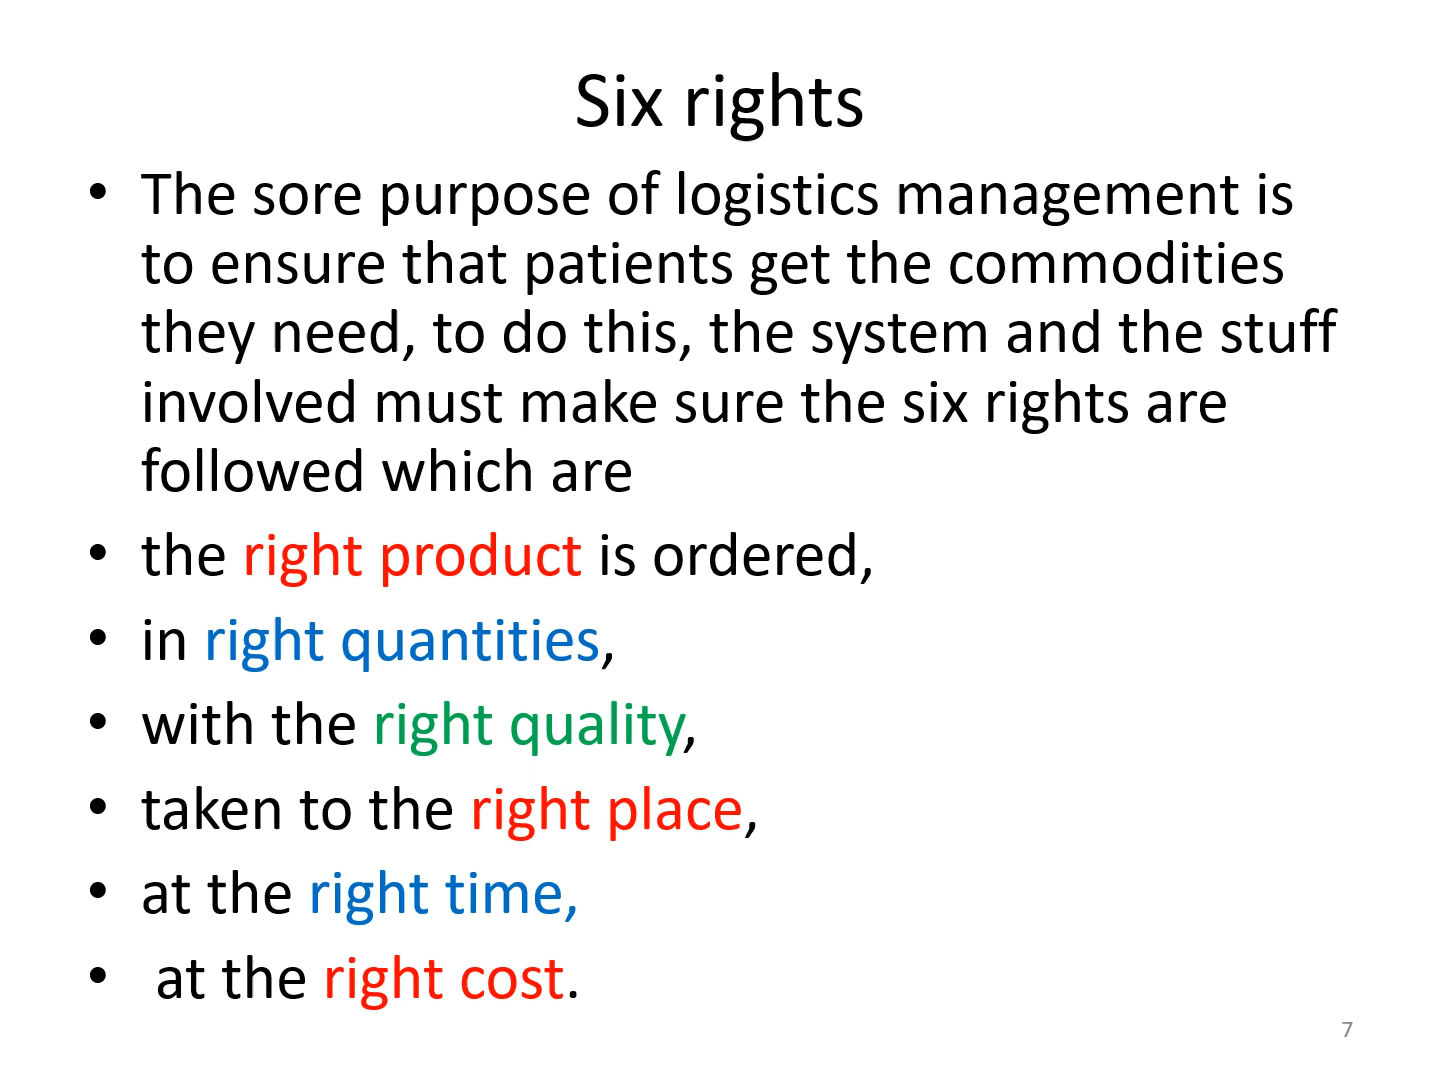 Six rights
• The sore purpose of logistics management is
to ensure that patients get the commodities
they need, to do this, the system and the stuff
involved must make sure the six rights are
followed which are
• the right product is ordered,
• in right quantities,
• with the right quality,
• taken to the right place,
• at the right time,
• at the right cost.
7